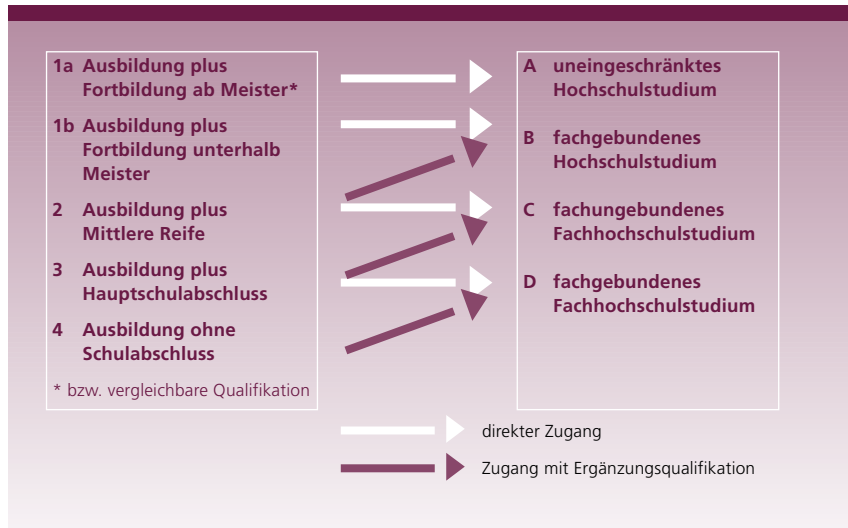 1a Ausbildung plus
Fortbildung ab Meister*
1b Ausbildung plus
Fortbildung unterhalb
Meister
2 Ausbildung plus
Mittlere Reife
3 Ausbildung plus
Hauptschulabschluss
4 Ausbildung ohne
Schulabschluss
* bzw. vergleichbare Qualifikation
A uneingeschränktes
Hochschulstudium
B fachgebundenes
Hochschulstudium
C fachungebundenes
Fachhochschulstudium
D fachgebundenes
Fachhochschulstudium
direkter Zugang
Zugang mit Ergänzungsqualifikation